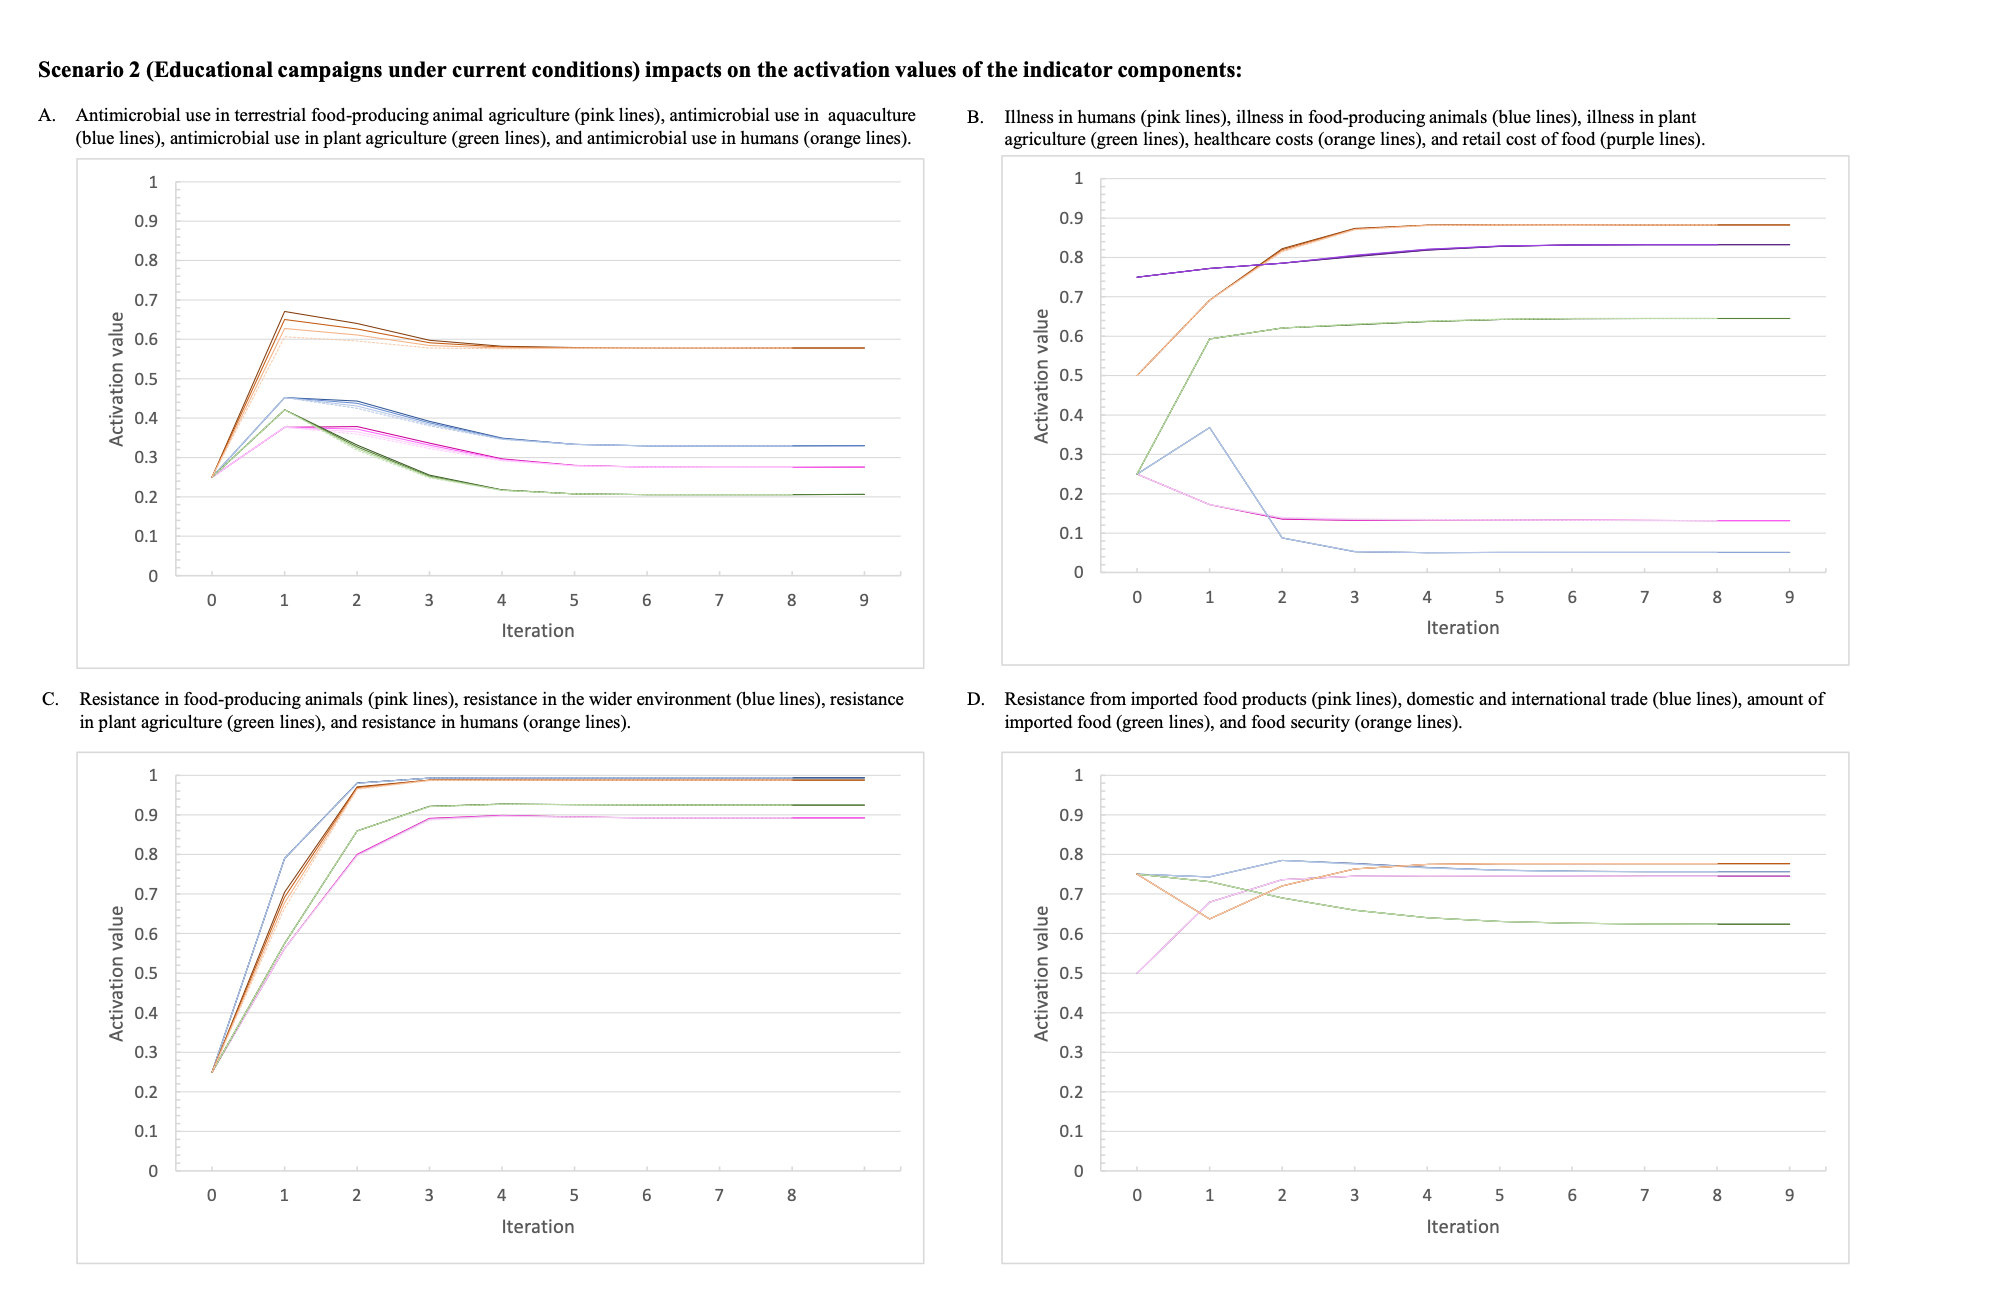 Scenario 2 (Educational campaigns under current conditions) impacts on the activation values of the indicator components:
A. Antimicrobial use in terrestrial food-producing animal agriculture (pink lines), antimicrobial use in aquaculture
(blue lines), antimicrobial use in plant agriculture (green lines), and antimicrobial use in humans (orange lines).
1
0.9
0.8
0.7
0.6
0.5
0.4
0.3
0.2
0.1
0
Activation value
0 1 2 3 4 5 6 7 8 9
Iteration
B. Illness in humans (pink lines), illness in food-producing animals (blue lines), illness in plant
agriculture (green lines), healthcare costs (orange lines), and retail cost of food (purple lines).
1
0.9
0.8
0.7
0.6
0.5
0.4
0.3
0.2
0.1
0
Activation value
0 1 2 3 4 5 6 7 8 9
Iteration
C. Resistance in food-producing animals (pink lines), resistance in the wider environment (blue lines), resistance
in plant agriculture (green lines), and resistance in humans (orange lines).
1
0.9
0.8
0.7
0.6
0.5
0.4
0.3
0.2
0.1
0
Activation value
0 1 2 3 4 5 6 7 8
Iteration
D. Resistance from imported food products (pink lines), domestic and international trade (blue lines), amount of
imported food (green lines), and food security (orange lines).
1
0.9
0.8
0.7
0.6
0.5
0.4
0.3
0.2
0.1
0
Activation value
0 1 2 3 4 5 6 7 8 9
Iteration